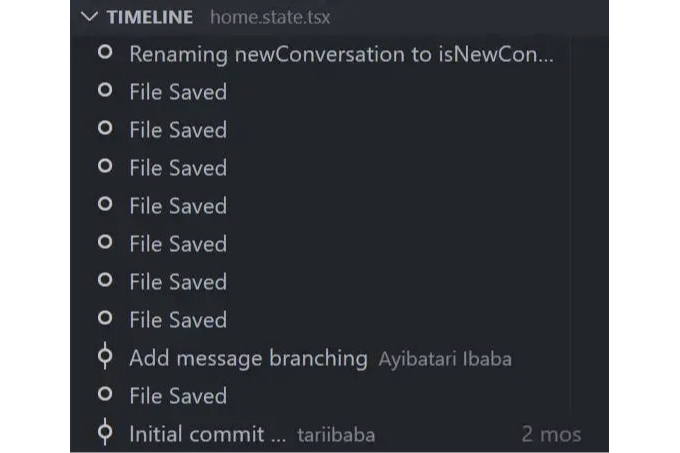 TIMELINE home.state.tsx
Renaming newConversation to isNewCon...
File Saved
File Saved
File Saved
File Saved
File Saved
File Saved
File Saved
Add message branching Ayibatari Ibaba
File Saved
Initial commit ... tariibaba 2 mos